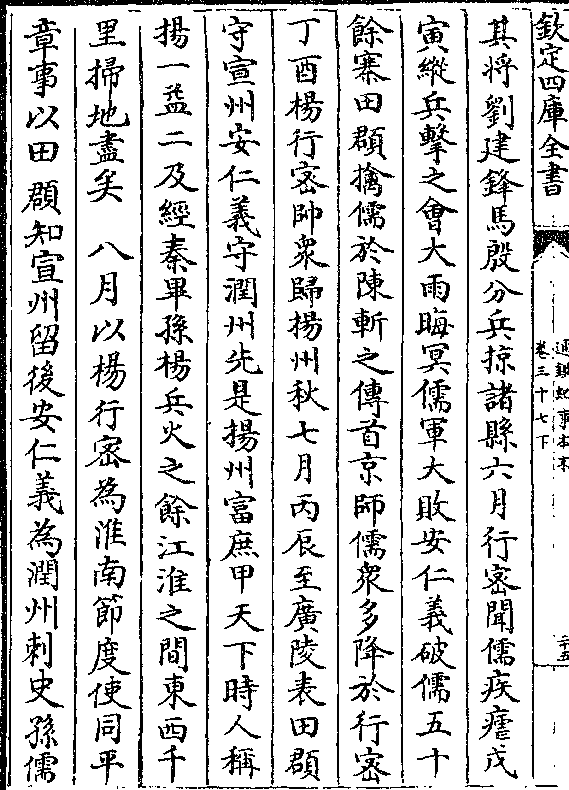 欽定四庫全書
通鑑紀事本末
卷三十七下
二十五
其將劉建鋒馬殷分兵掠諸縣六月行密聞儒疾瘧戊
寅縱兵擊之會大雨晦冥儒軍大敗安仁義破儒五十
餘寨田頵擒儒於陳斬之傳首京師儒衆多降於行密
丁酉楊行密帥衆歸揚州秋七月丙辰至廣陵表田頵
守宣州安仁義守潤州先是揚州富庶甲天下時人稱
揚一益二及經秦畢孫楊兵火之餘江淮之間東西千
里掃地盡矣　八月以楊行密為淮南節度使同平
章事以田頵知宣州留後安仁義為潤州刺史孫儒